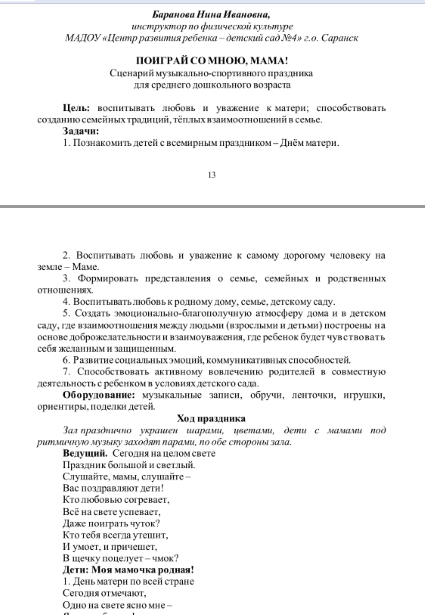 Баранова Нина Ивановна,
инструктор по физической культуре
МАДОУ «Центр развития ребенка – детский сад №4» г.о. Саранск
ПОИГРАЙ СО МНОЮ, МАМА!
Сценарий музыкально-спортивного праздника
для среднего дошкольного возраста
Цель: воспитывать любовь и уважение к матери; способствовать
созданию семейных традиций, тёплых взаимоотношений в семье.
Задачи:
1. Познакомить детей с всемирным праздником – Днём матери.
13
2. Воспитывать любовь и уважение к самому дорогому человеку на
земле – Маме.
3. Формировать представления о семье, семейных и родственных
отношениях.
4. Воспитывать любовь к родному дому, семье, детскому саду.
5. Создать эмоционально-благополучную атмосферу дома и в детском
саду, где взаимоотношения между людьми (взрослыми и детьми) построены на
основе доброжелательности и взаимоуважения, где ребенок будет чувствовать
себя желанным и защищенным.
6. Развитие социальных эмоций, коммуникативных способностей.
7. Способствовать активному вовлечению родителей в совместную
деятельность с ребенком в условиях детского сада.
Оборудование: музыкальные записи, обручи, ленточки, игрушки,
ориентиры, поделки детей.
Ход праздника
Зал празднично украшен шарами, цветами, дети с мамами под
ритмичную музыку заходят парами, по обе стороны зала.
Ведущий. Сегодня на целом свете
Праздник большой и светлый.
Слушайте, мамы, слушайте –
Вас поздравляют дети!
Кто любовью согревает,
Всё на свете успевает,
Даже поиграть чуток?
Кто тебя всегда утешит,
И умоет, и причешет,
В щечку поцелует – чмок?
Дети: Моя мамочка родная!
1. День матери по всей стране
Сегодня отмечают,
Одно на свете ясно мне –